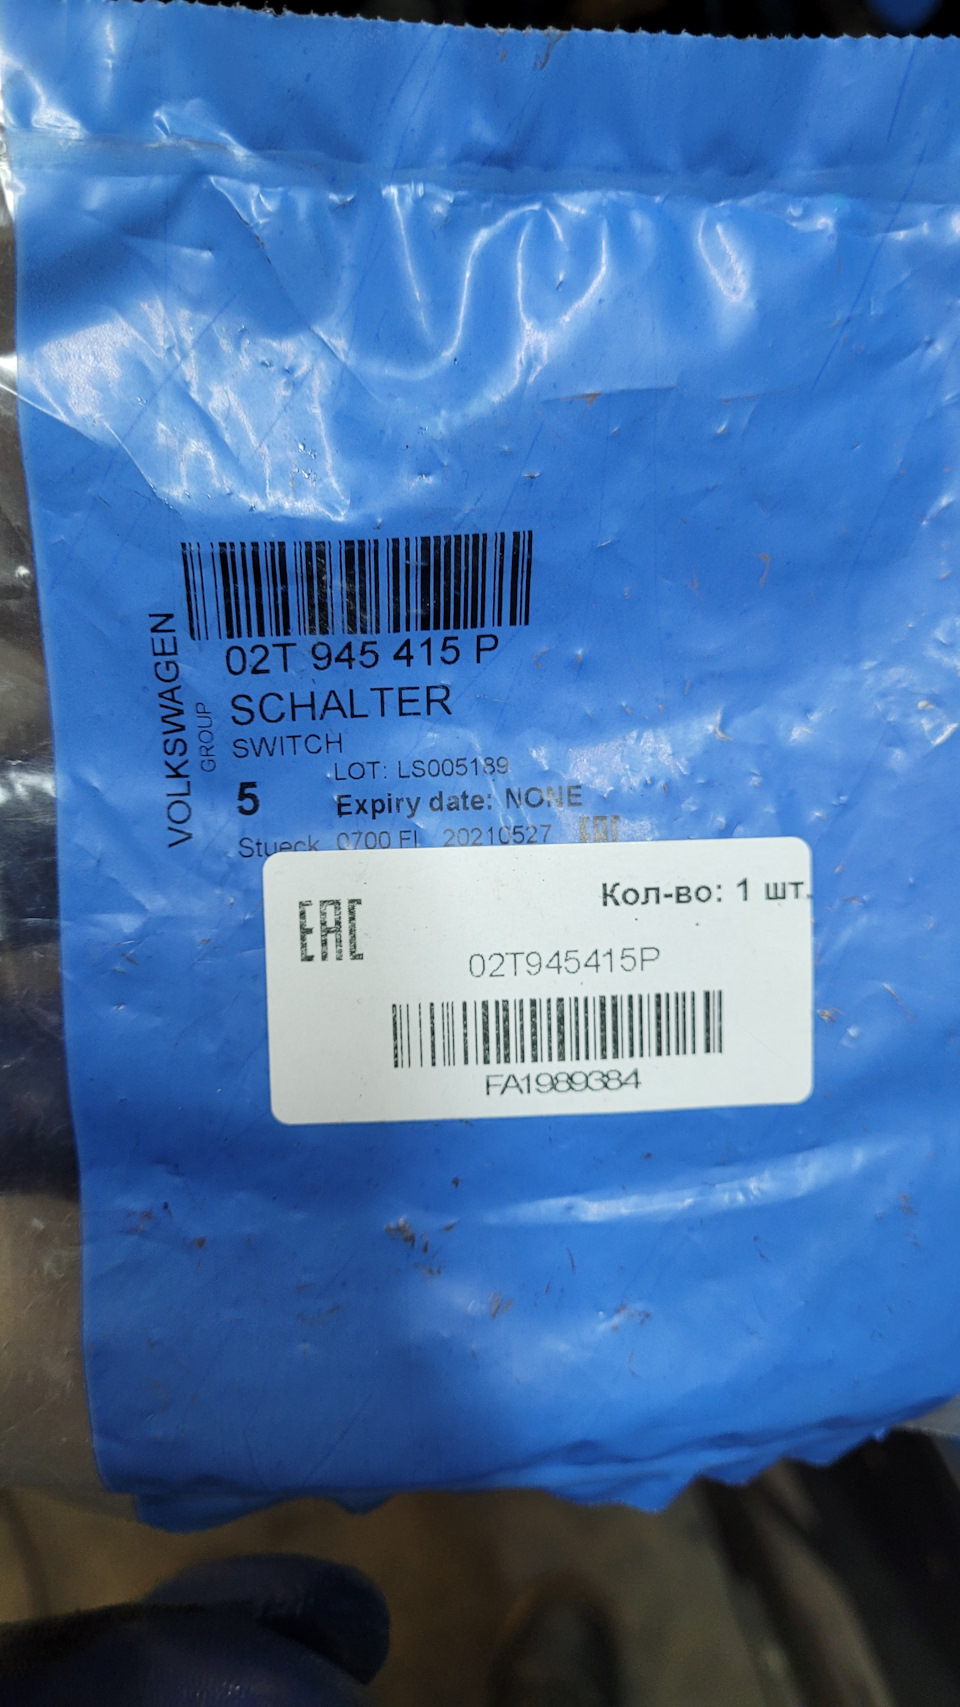 VOLKSWAGEN
GROUP
02T 945 415 P
SCHALTER
SWITCH
LOT: LS005189
5 Expiry date: NONE
Stueck 0700 FI 20210527 EAC
EAC
Кол-во: 1 шт.
02T945415P
FA1989384